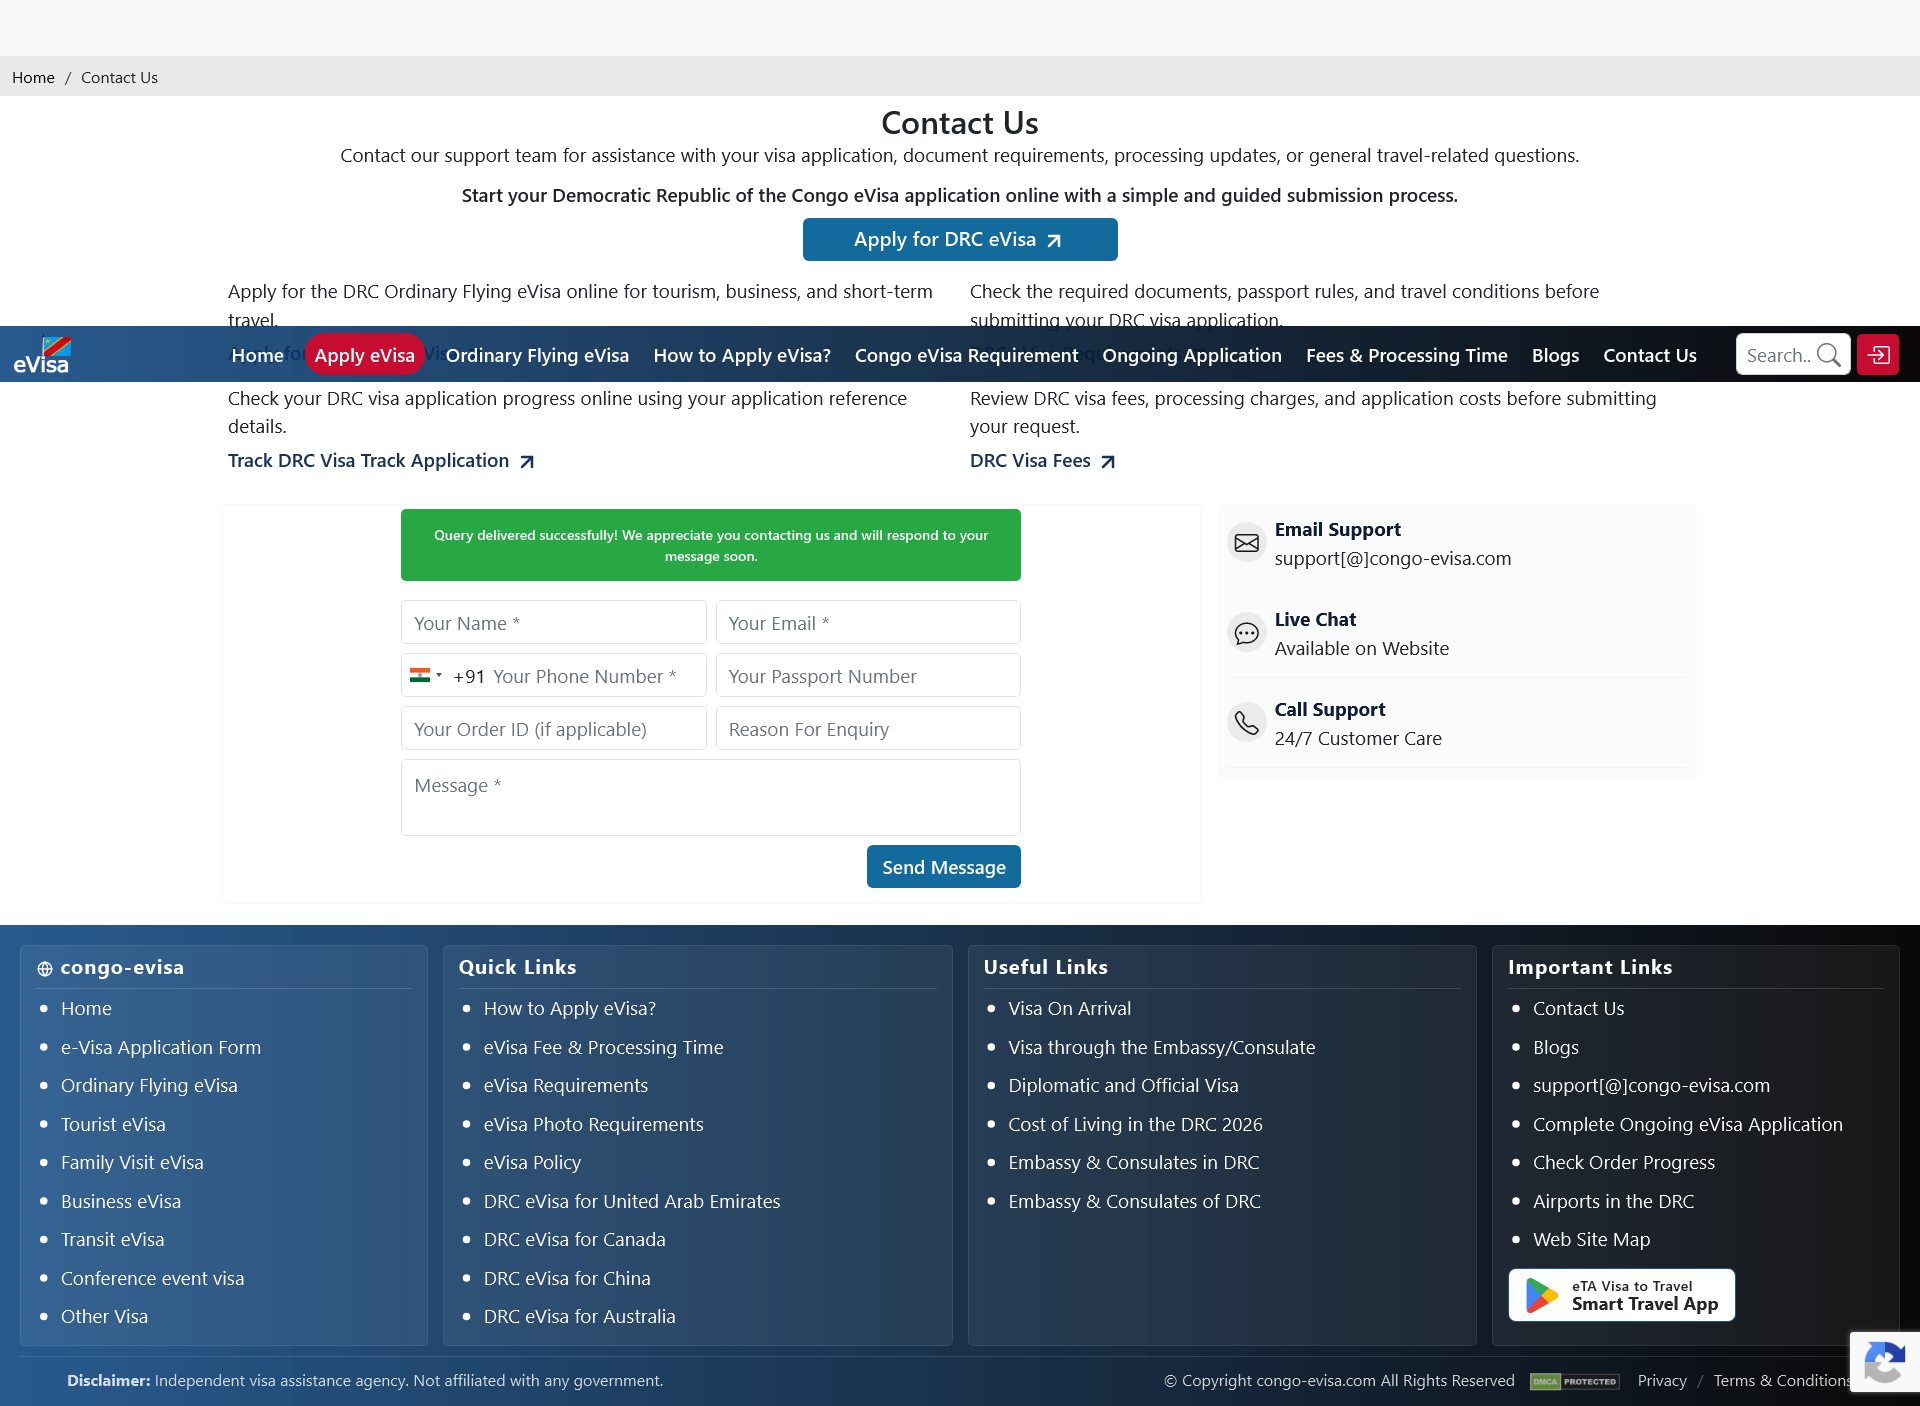 Home / Contact Us
Contact Us
Contact our support team for assistance with your visa application, document requirements, processing updates, or general travel-related questions.
Start your Democratic Republic of the Congo eVisa application online with a simple and guided submission process.
Apply for DRC eVisa
Apply for the DRC Ordinary Flying eVisa online for tourism, business, and short-term
travel.
Check the required documents, passport rules, and travel conditions before
submitting your DRC visa application.
eVisa
Home
Apply eVisa
Ordinary Flying eVisa
How to Apply eVisa?
Congo eVisa Requirement
Ongoing Application
Fees & Processing Time
Blogs
Contact Us
Search..
Check your DRC visa application progress online using your application reference
details.
Track DRC Visa Track Application
Review DRC visa fees, processing charges, and application costs before submitting
your request.
DRC Visa Fees
Query delivered successfully! We appreciate you contacting us and will respond to your
message soon.
Your Name *
Your Email *
+91 Your Phone Number *
Your Passport Number
Your Order ID (if applicable)
Reason For Enquiry
Message *
Send Message
Email Support
support[@]congo-evisa.com
Live Chat
Available on Website
Call Support
24/7 Customer Care
congo-evisa
Home
e-Visa Application Form
Ordinary Flying eVisa
Tourist eVisa
Family Visit eVisa
Business eVisa
Transit eVisa
Conference event visa
Other Visa
Quick Links
How to Apply eVisa?
eVisa Fee & Processing Time
eVisa Requirements
eVisa Photo Requirements
eVisa Policy
DRC eVisa for United Arab Emirates
DRC eVisa for Canada
DRC eVisa for China
DRC eVisa for Australia
Useful Links
Visa On Arrival
Visa through the Embassy/Consulate
Diplomatic and Official Visa
Cost of Living in the DRC 2026
Embassy & Consulates in DRC
Embassy & Consulates of DRC
Important Links
Contact Us
Blogs
support[@]congo-evisa.com
Complete Ongoing eVisa Application
Check Order Progress
Airports in the DRC
Web Site Map
eTA Visa to Travel
Smart Travel App
Disclaimer: Independent visa assistance agency. Not affiliated with any government.
© Copyright congo-evisa.com All Rights Reserved
DMCA PROTECTED
Privacy / Terms & Conditions